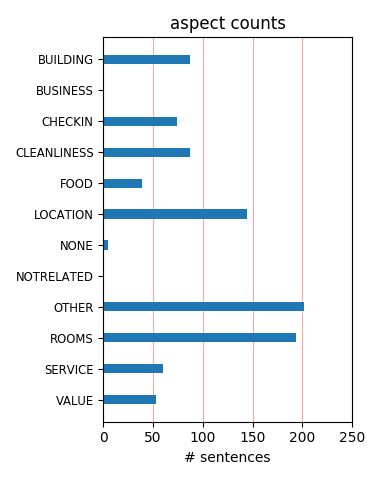 aspect counts
BUILDING
BUSINESS
CHECKIN
CLEANLINESS
FOOD
LOCATION
NONE
NOTRELATED
OTHER
ROOMS
SERVICE
VALUE
0 50 100 150 200 250
# sentences